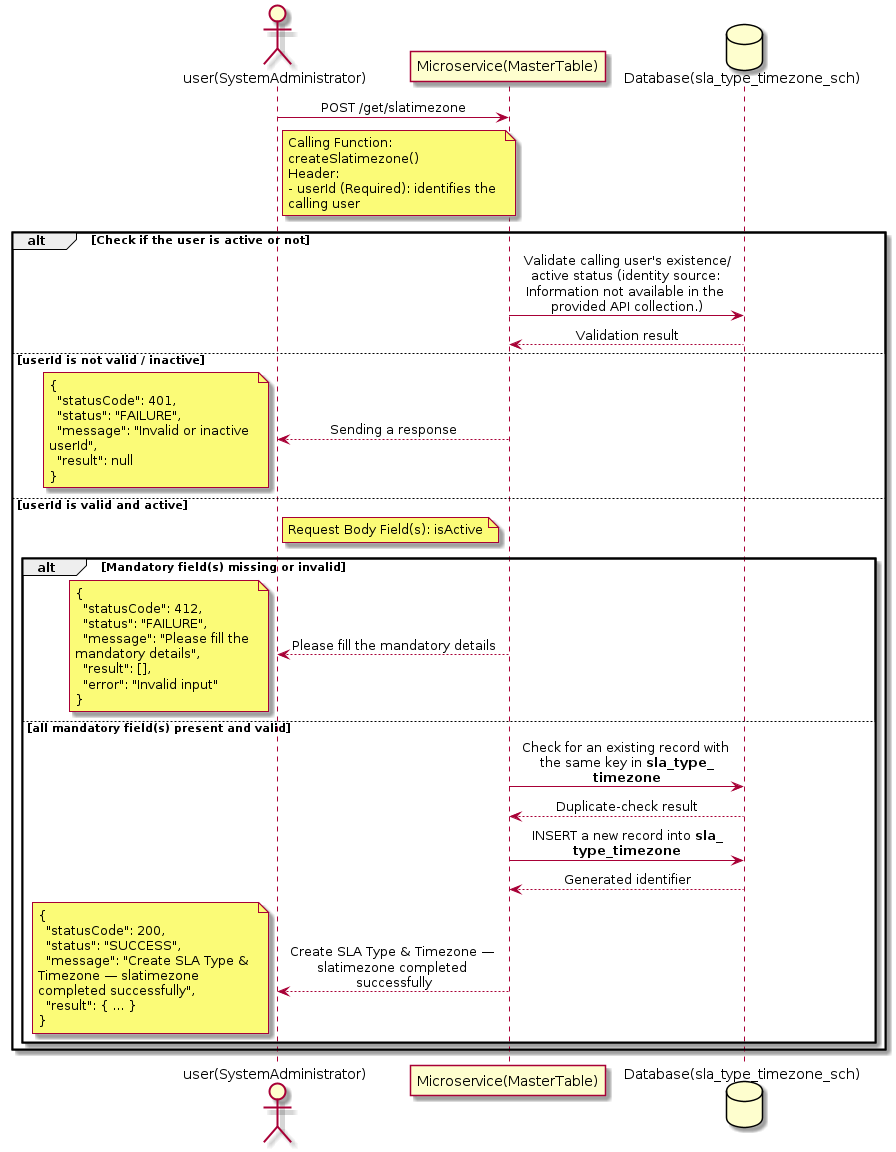 user(SystemAdministrator)
Microservice(MasterTable)
Database(sla_type_timezone_sch)
POST /get/slatimezone
Calling Function:
createSlatimezone()
Header:
- userId (Required): identifies the
calling user
alt
[Check if the user is active or not]
Validate calling user's existence/
active status (identity source:
Information not available in the
provided API collection.)
Validation result
[userId is not valid / inactive]
{
"statusCode": 401,
"status": "FAILURE",
"message": "Invalid or inactive
userId",
"result": null
}
Sending a response
[userId is valid and active]
Request Body Field(s): isActive
alt
[Mandatory field(s) missing or invalid]
{
"statusCode": 412,
"status": "FAILURE",
"message": "Please fill the
mandatory details",
"result": [],
"error": "Invalid input"
}
Please fill the mandatory details
[all mandatory field(s) present and valid]
Check for an existing record with
the same key in sla_type_
timezone
Duplicate-check result
INSERT a new record into sla_
type_timezone
Generated identifier
{
"statusCode": 200,
"status": "SUCCESS",
"message": "Create SLA Type &
Timezone — slatimezone
completed successfully",
"result": { ... }
}
Create SLA Type & Timezone —
slatimezone completed
successfully
user(SystemAdministrator)
Microservice(MasterTable)
Database(sla_type_timezone_sch)